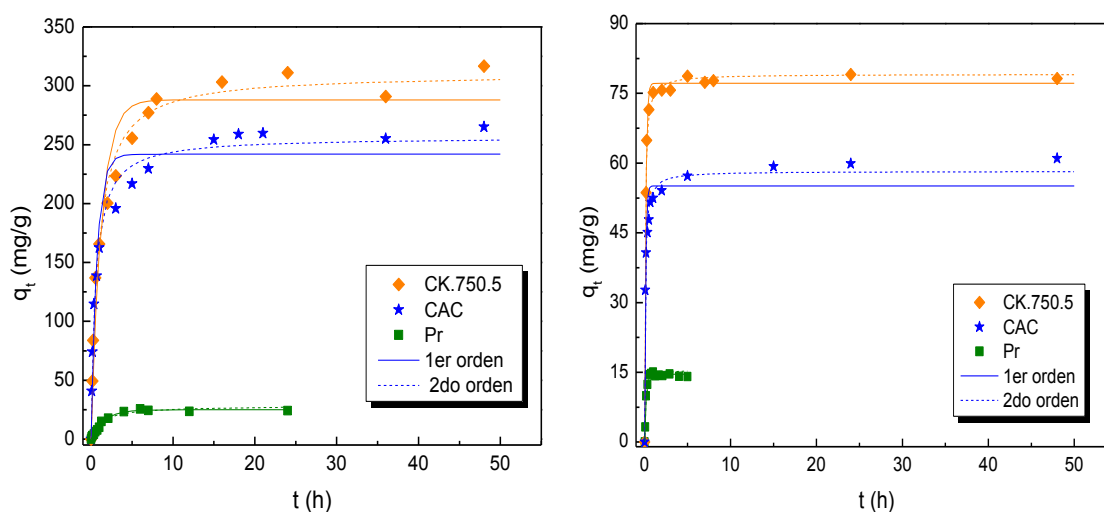 350
300
250
200
150
100
50
0
q_t (mg/g)
CK.750.5
CAC
Pr
1er orden
2do orden
0 10 20 30 40 50
t (h)
90
75
60
45
30
15
0
q_t (mg/g)
CK.750.5
CAC
Pr
1er orden
2do orden
0 10 20 30 40 50
t (h)